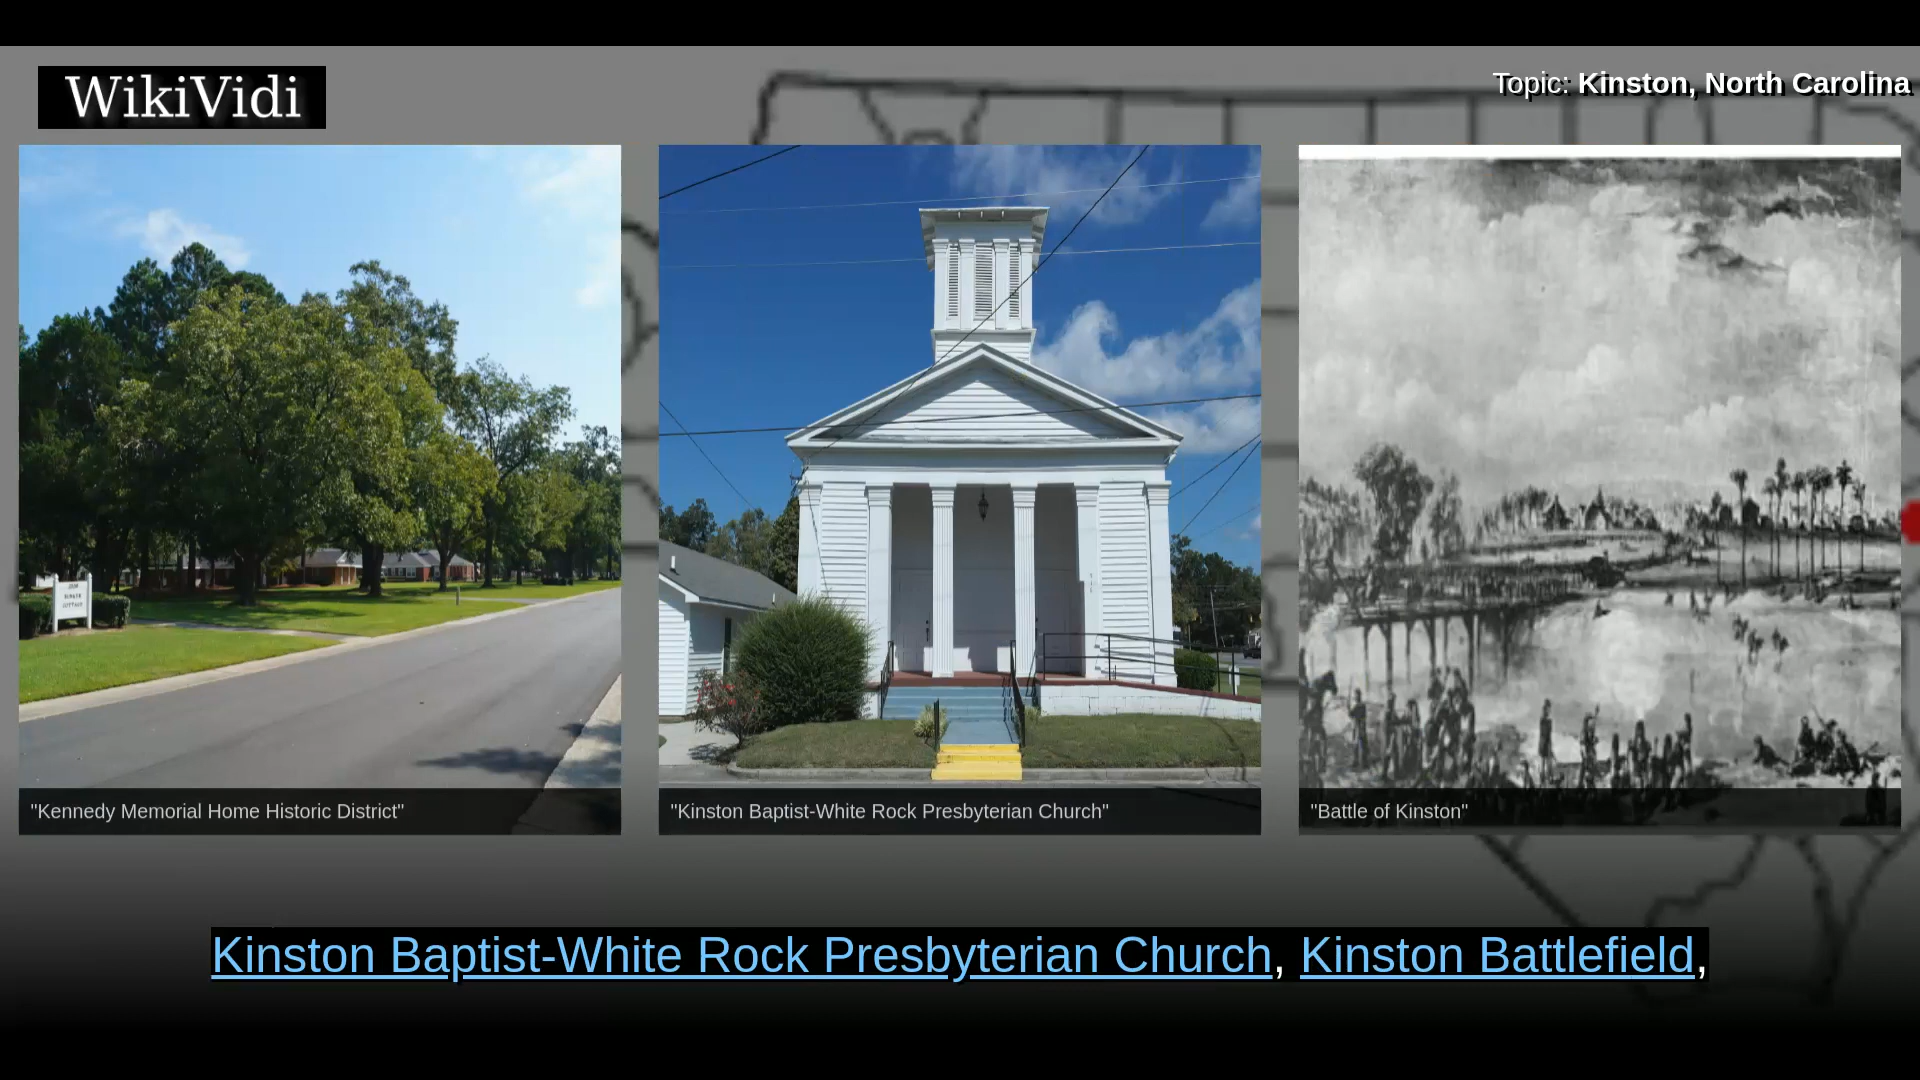 WikiVidi
Topic: Kinston, North Carolina
"Kennedy Memorial Home Historic District"
"Kinston Baptist-White Rock Presbyterian Church"
"Battle of Kinston"
Kinston Baptist-White Rock Presbyterian Church, Kinston Battlefield,